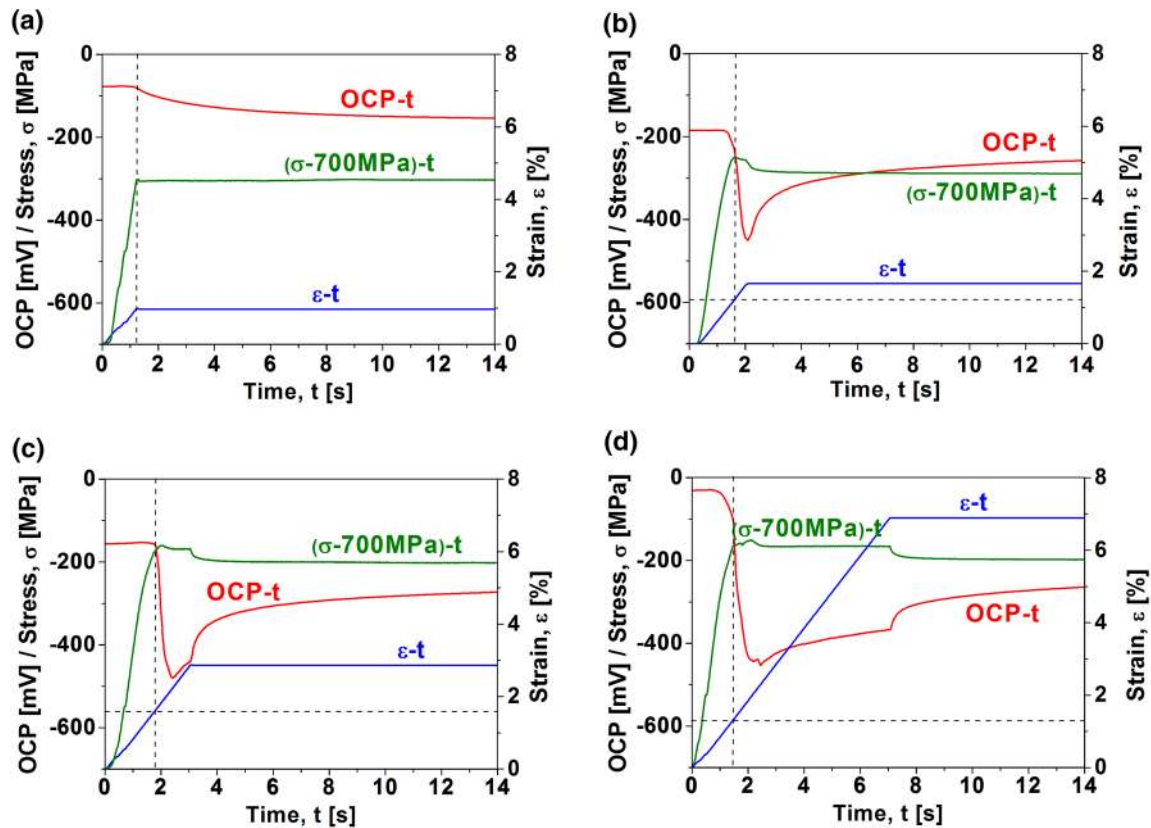 (a)
OCP [mV] / Stress, σ [MPa]
0
-200
-400
-600
8
6
4
2
0
Strain, ε [%]
OCP-t
(σ-700MPa)-t
ε-t
0 2 4 6 8 10 12 14
Time, t [s]
(b)
OCP [mV] / Stress, σ [MPa]
0
-200
-400
-600
8
6
4
2
0
Strain, ε [%]
OCP-t
(σ-700MPa)-t
ε-t
0 2 4 6 8 10 12 14
Time, t [s]
(c)
OCP [mV] / Stress, σ [MPa]
0
-200
-400
-600
8
6
4
2
0
Strain, ε [%]
(σ-700MPa)-t
OCP-t
ε-t
0 2 4 6 8 10 12 14
Time, t [s]
(d)
OCP [mV] / Stress, σ [MPa]
0
-200
-400
-600
8
6
4
2
0
Strain, ε [%]
ε-t
(σ-700MPa)-t
OCP-t
0 2 4 6 8 10 12 14
Time, t [s]